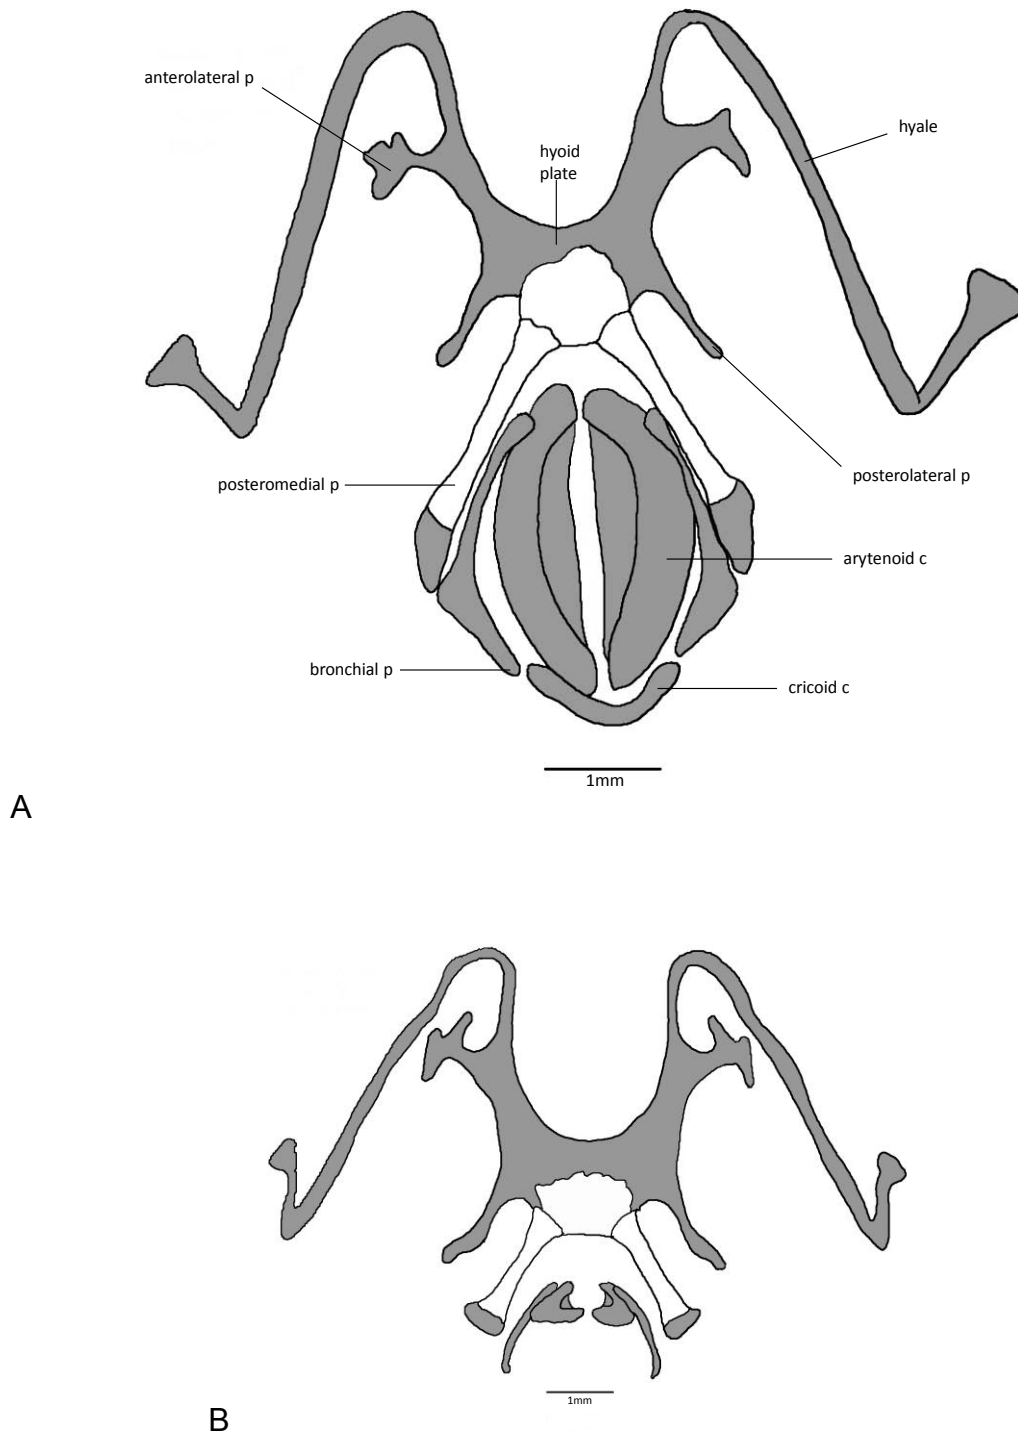 anterolateral p
hyale
hyoid
plate
posterolateral p
posteromedial p
arytenoid c
bronchial p
cricoid c
1mm
A
1mm
B